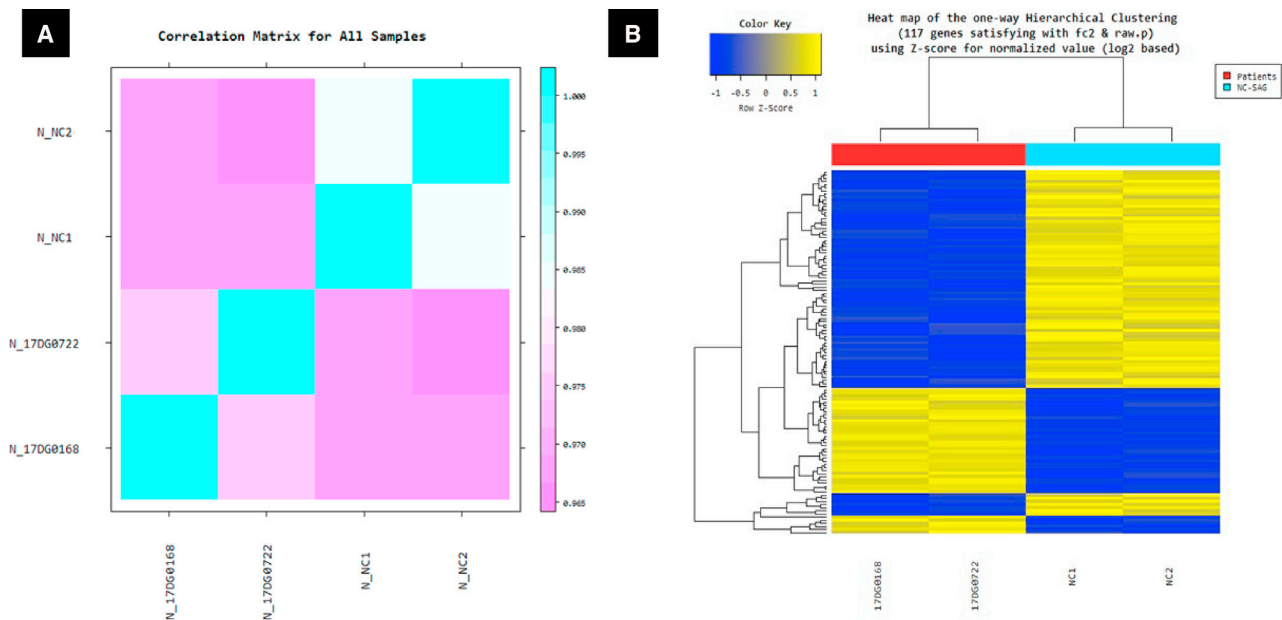 A
Correlation Matrix for All Samples
N_NC2
N_NC1
N_17DG0722
N_17DG0168
N_17DG0168
N_17DG0722
N_NC1
N_NC2
1.000
0.995
0.990
0.985
0.980
0.975
0.970
0.965
B
Color Key
-1 -0.5 0 0.5 1
Row Z-Score
Heat map of the one-way Hierarchical Clustering
(117 genes satisfying with fc2 & raw.p)
using Z-score for normalized value (log2 based)
Patients
NC-SAG
17DG0168
17DG0722
NC1
NC2